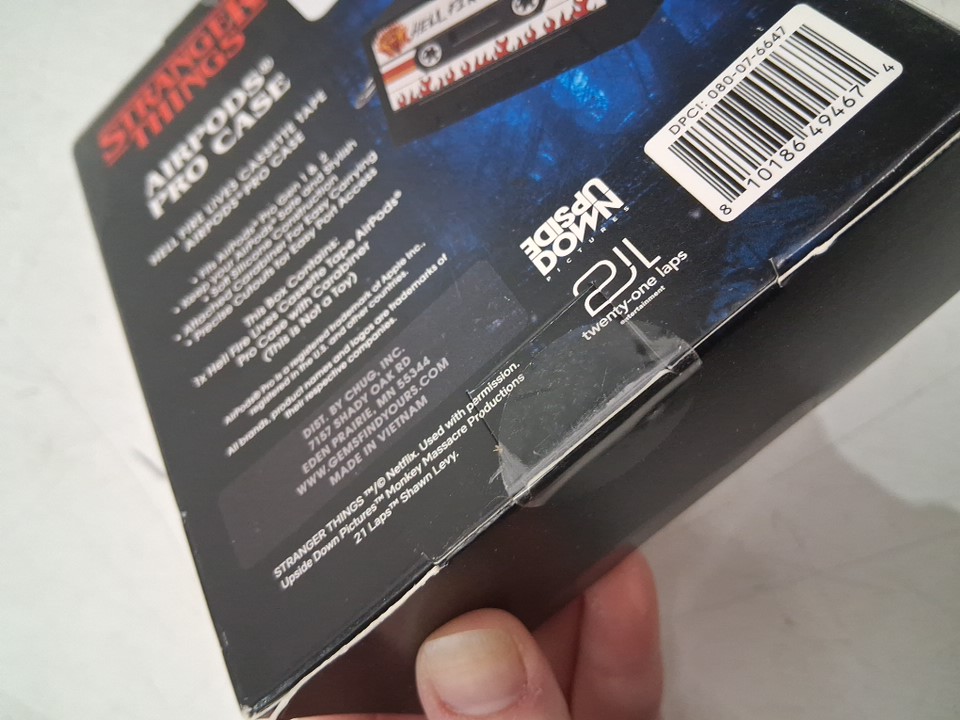 STRANGER
THINGS
AIRPODS®
PRO CASE
HELL FIRE LIVES CASSETTE TAPE
AIRPODS® PRO CASE
• Fits AirPods® Pro Gen 1 & 2
• Keep Your AirPods® Safe and Stylish
• Soft Silicone Construction
• Attached Carabiner for Easy Carrying
• Precise Cutouts for Easy Port Access
This Box Contains:
1x Hell Fire Lives Cassette Tape AirPods®
Pro Case with Carabiner
(This Is Not a Toy)
AirPods® Pro is a registered trademark of Apple Inc.,
registered in the U.S. and other countries.
All brands, product names and logos are trademarks of
their respective companies.
DIST. BY CHUG, INC.
7157 SHADY OAK RD
EDEN PRAIRIE, MN 55344
WWW.GEMSFINDYOURS.COM
MADE IN VIETNAM
STRANGER THINGS™/© Netflix. Used with permission.
Upside Down Pictures™ Monkey Massacre Productions
21 Laps™ Shawn Levy.
HELL FIRE
UPSIDE
DOWN
PICTURES
21L
twenty-one laps
entertainment
DPCI: 080-07-6647
8 10186 49467 4